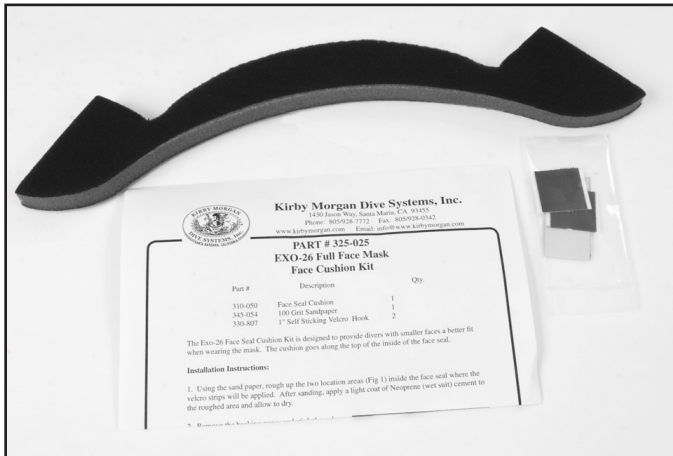 KIRBY MORGAN
DIVE SYSTEMS, Inc.
Kirby Morgan Dive Systems, Inc.
1430 Jason Way, Santa Maria, CA 93455
Phone: 805/928-7772 Fax: 805/928-0342
www.kirbymorgan.com Email: info@www.kirbymorgan.com
PART # 325-025
EXO-26 Full Face Mask
Face Cushion Kit
Part # Description Qty.
310-050 Face Seal Cushion 1
345-054 100 Grit Sandpaper 1
330-807 1" Self Sticking Velcro Hook 2
The Exo-26 Face Seal Cushion Kit is designed to provide divers with smaller faces a better fit
when wearing the mask. The cushion goes along the top of the inside of the face seal.
Installation Instructions:
1. Using the sand paper, rough up the two location areas (Fig 1) inside the face seal where the
velcro strips will be applied. After sanding, apply a light coat of Neoprene (wet suit) cement to
the roughed area and allow to dry.